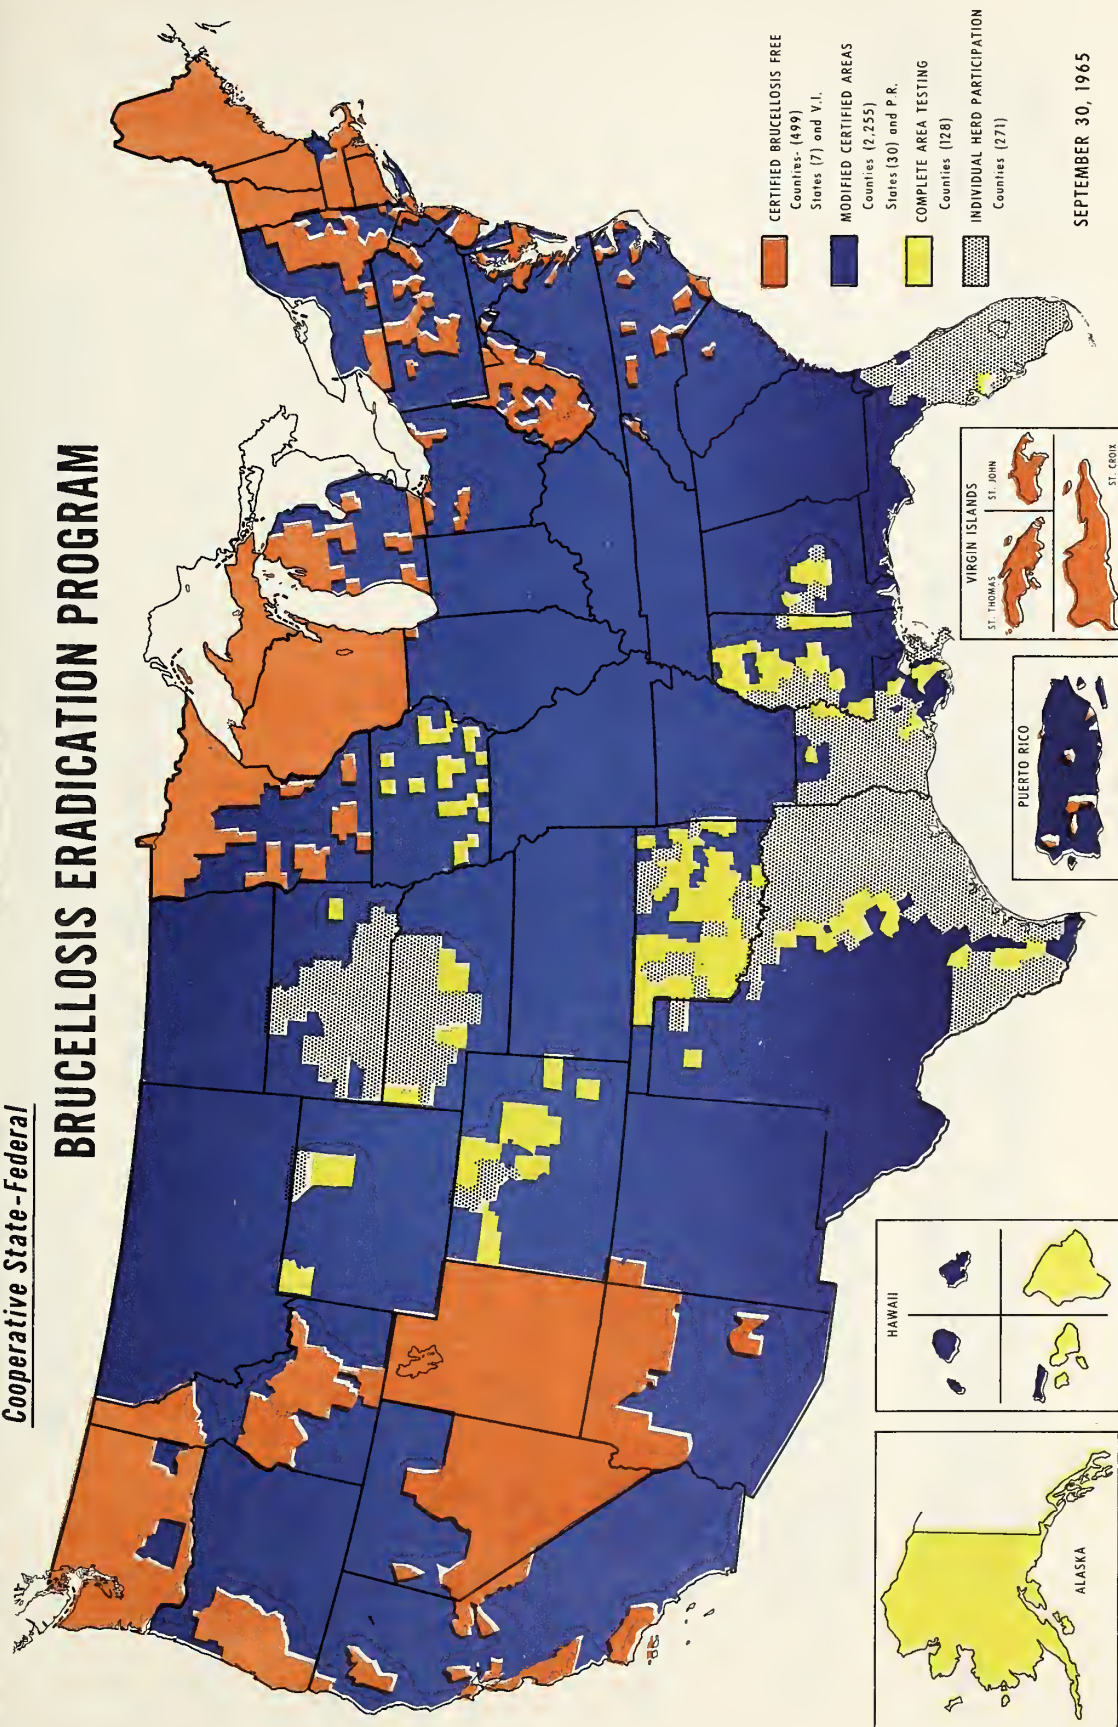 Cooperative State-Federal
BRUCELLOSIS ERADICATION PROGRAM
CERTIFIED BRUCELLOSIS FREE
Counties- (499)
States (7) and V.I.
MODIFIED CERTIFIED AREAS
Counties (2,255)
States (30) and P.R.
COMPLETE AREA TESTING
Counties (128)
INDIVIDUAL HERD PARTICIPATION
Counties (271)
SEPTEMBER 30, 1965
ALASKA
HAWAII
PUERTO RICO
VIRGIN ISLANDS
ST. THOMAS
ST. JOHN
ST. CROIX